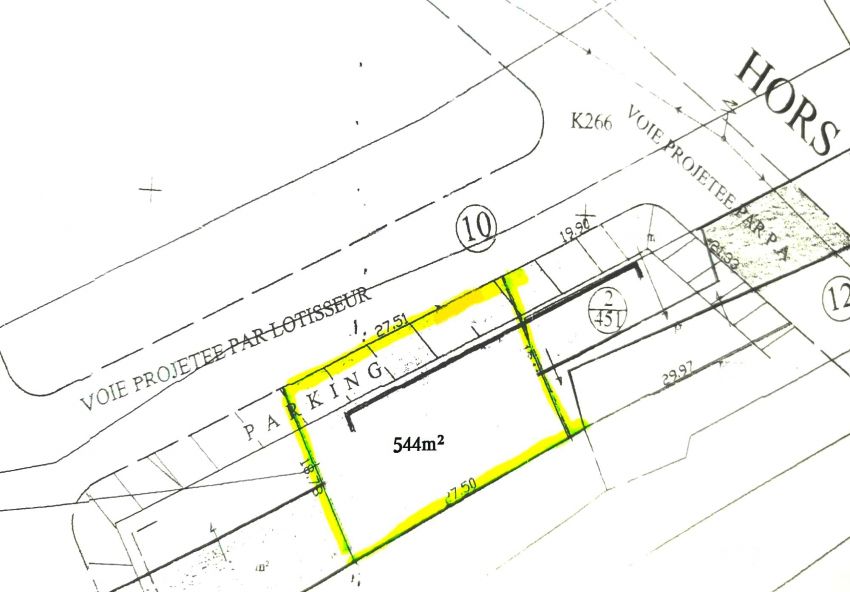 HORS
K266
VOIE PROJETEE PAR P A
10
19.90
2
451
12
27.51
VOIE PROJETEE PAR LOTISSEUR
PARKING
29.97
544m²
27.50
m²